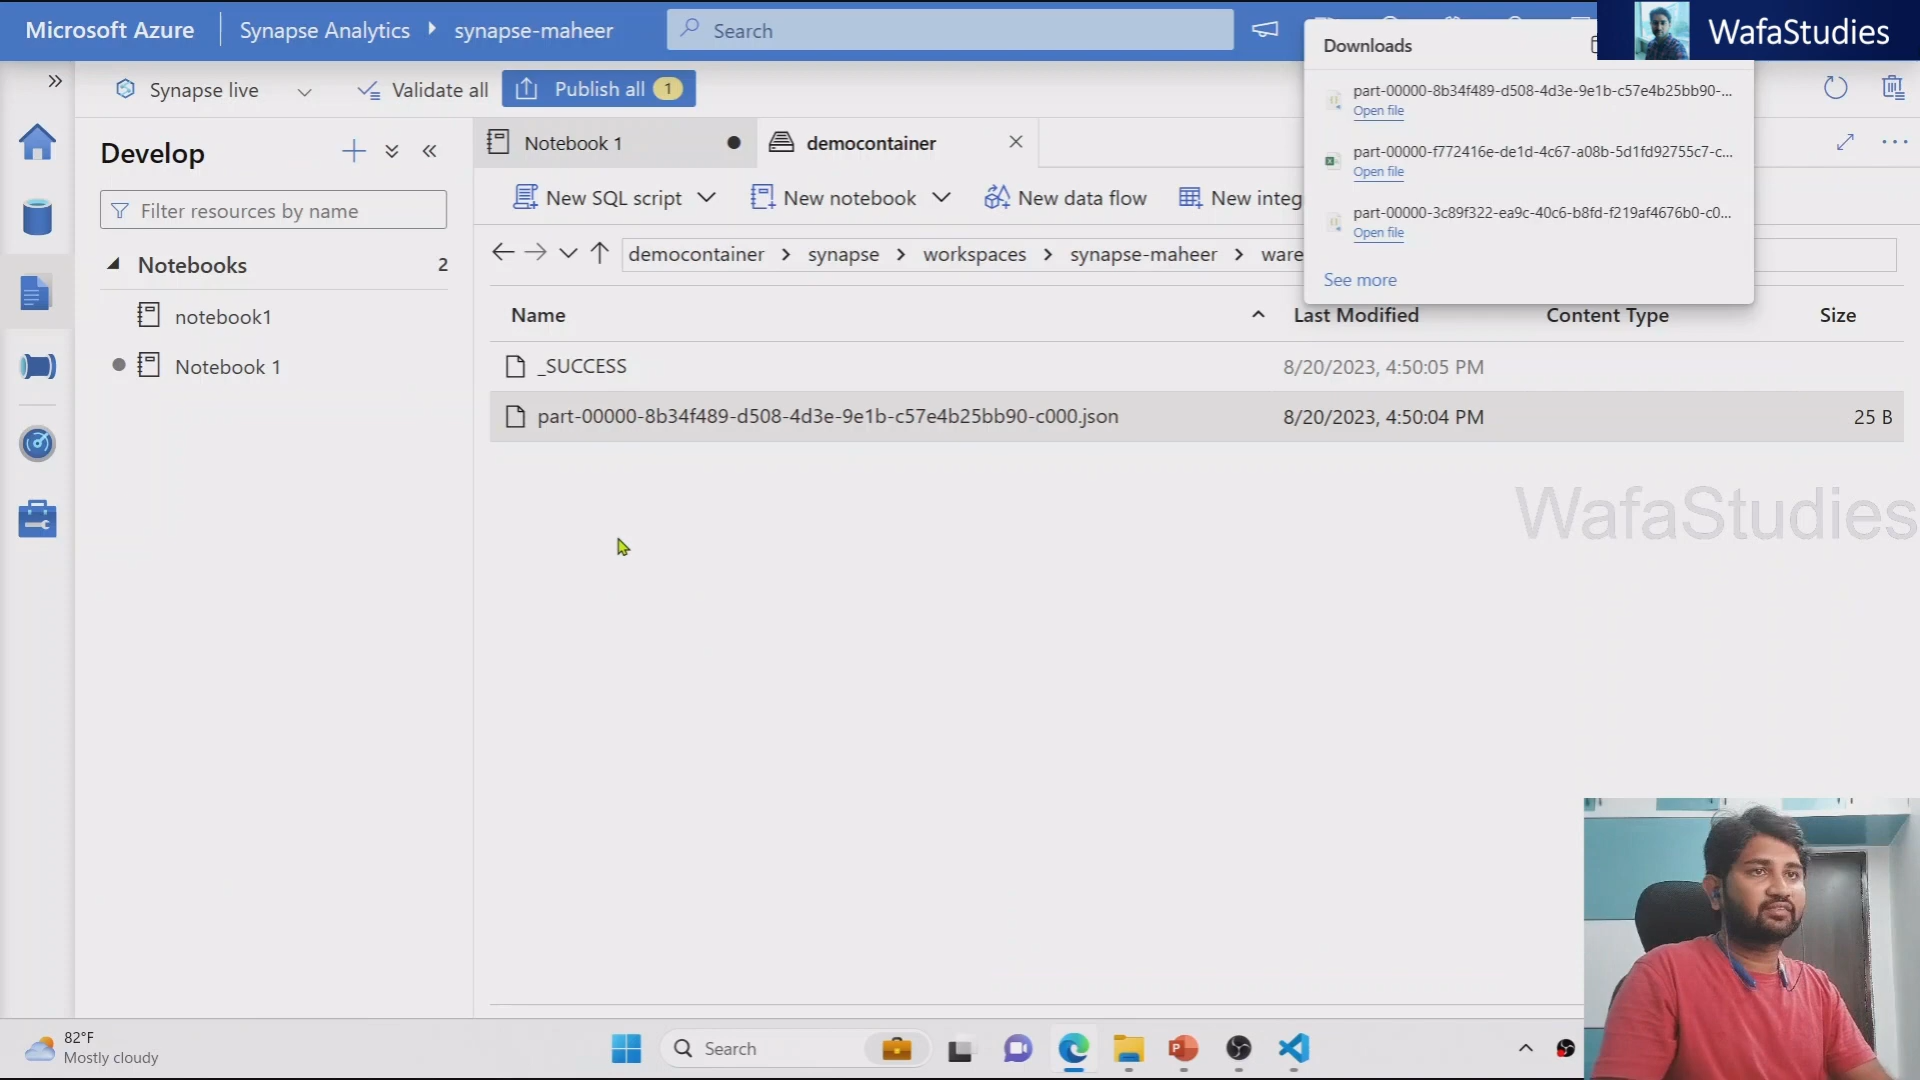 Microsoft Azure
Synapse Analytics
synapse-maheer
Search
Downloads
WafaStudies
Synapse live
Validate all
Publish all
1
part-00000-8b34f489-d508-4d3e-9e1b-c57e4b25bb90-...
Open file
part-00000-f772416e-de1d-4c67-a08b-5d1fd92755c7-c...
Open file
part-00000-3c89f322-ea9c-40c6-b8fd-f219af4676b0-c0...
Open file
See more
Develop
Notebook 1
democontainer
Filter resources by name
New SQL script
New notebook
New data flow
New integ
Notebooks
2
democontainer
synapse
workspaces
synapse-maheer
ware
notebook1
Notebook 1
Name
Last Modified
Content Type
Size
_SUCCESS
8/20/2023, 4:50:05 PM
part-00000-8b34f489-d508-4d3e-9e1b-c57e4b25bb90-c000.json
8/20/2023, 4:50:04 PM
25 B
WafaStudies
82°F
Mostly cloudy
Search